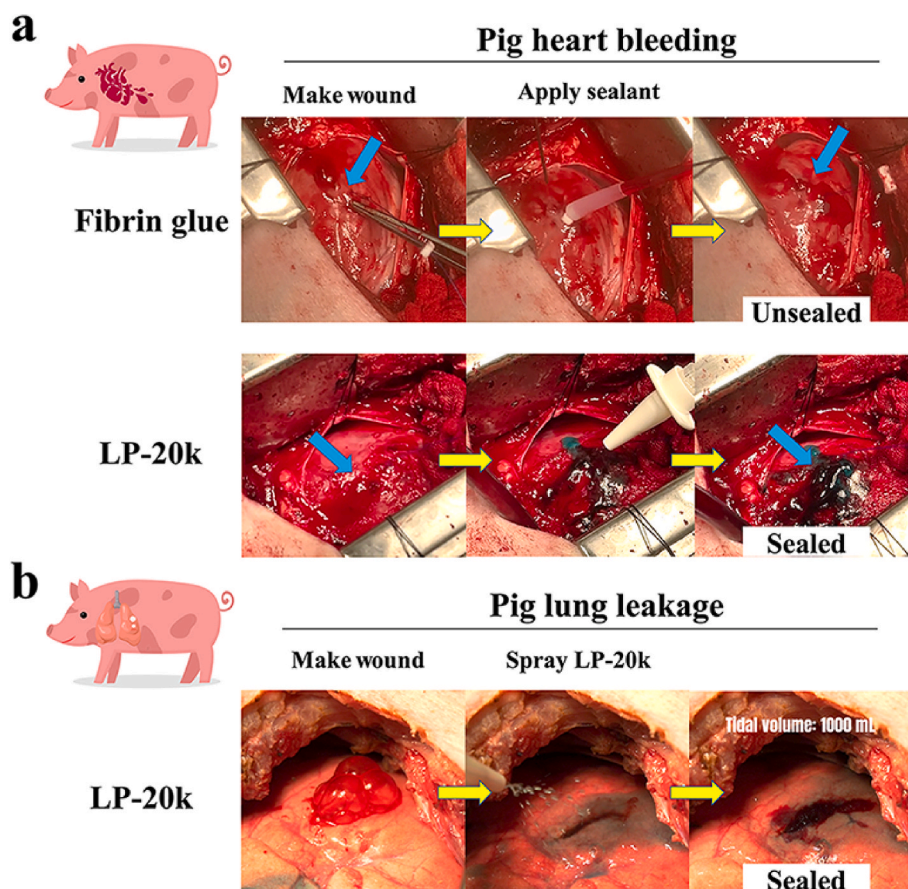 a
Pig heart bleeding
Make wound
Apply sealant
Fibrin glue
Unsealed
LP-20k
Sealed
b
Pig lung leakage
Make wound
Spray LP-20k
Tidal volume: 1000 mL
LP-20k
Sealed